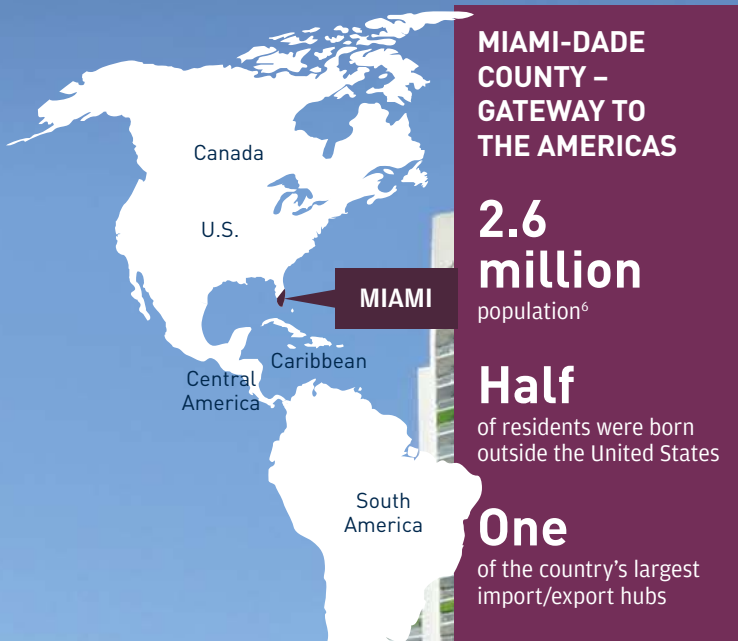 MIAMI-DADE
COUNTY –
GATEWAY TO
THE AMERICAS
2.6
million
population⁶
Half
of residents were born
outside the United States
One
of the country's largest
import/export hubs
Canada
U.S.
MIAMI
Caribbean
Central
America
South
America